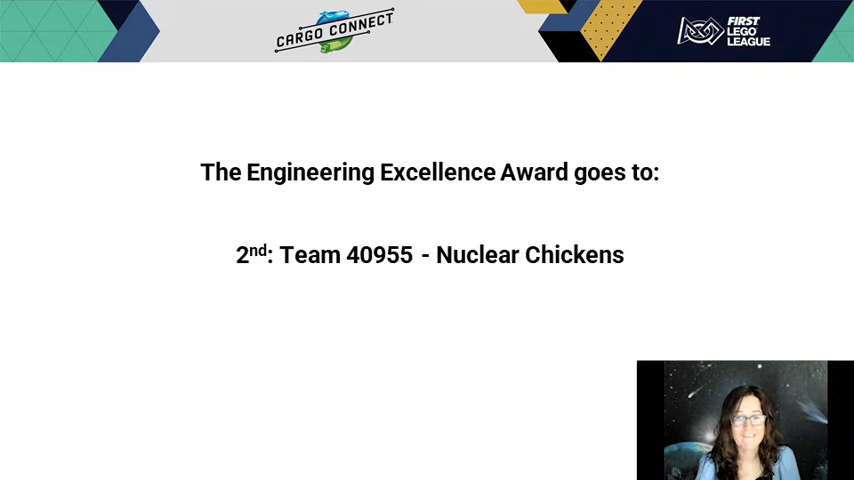 CARGO CONNECT
FIRST
LEGO
LEAGUE
The Engineering Excellence Award goes to:
2nd: Team 40955 - Nuclear Chickens